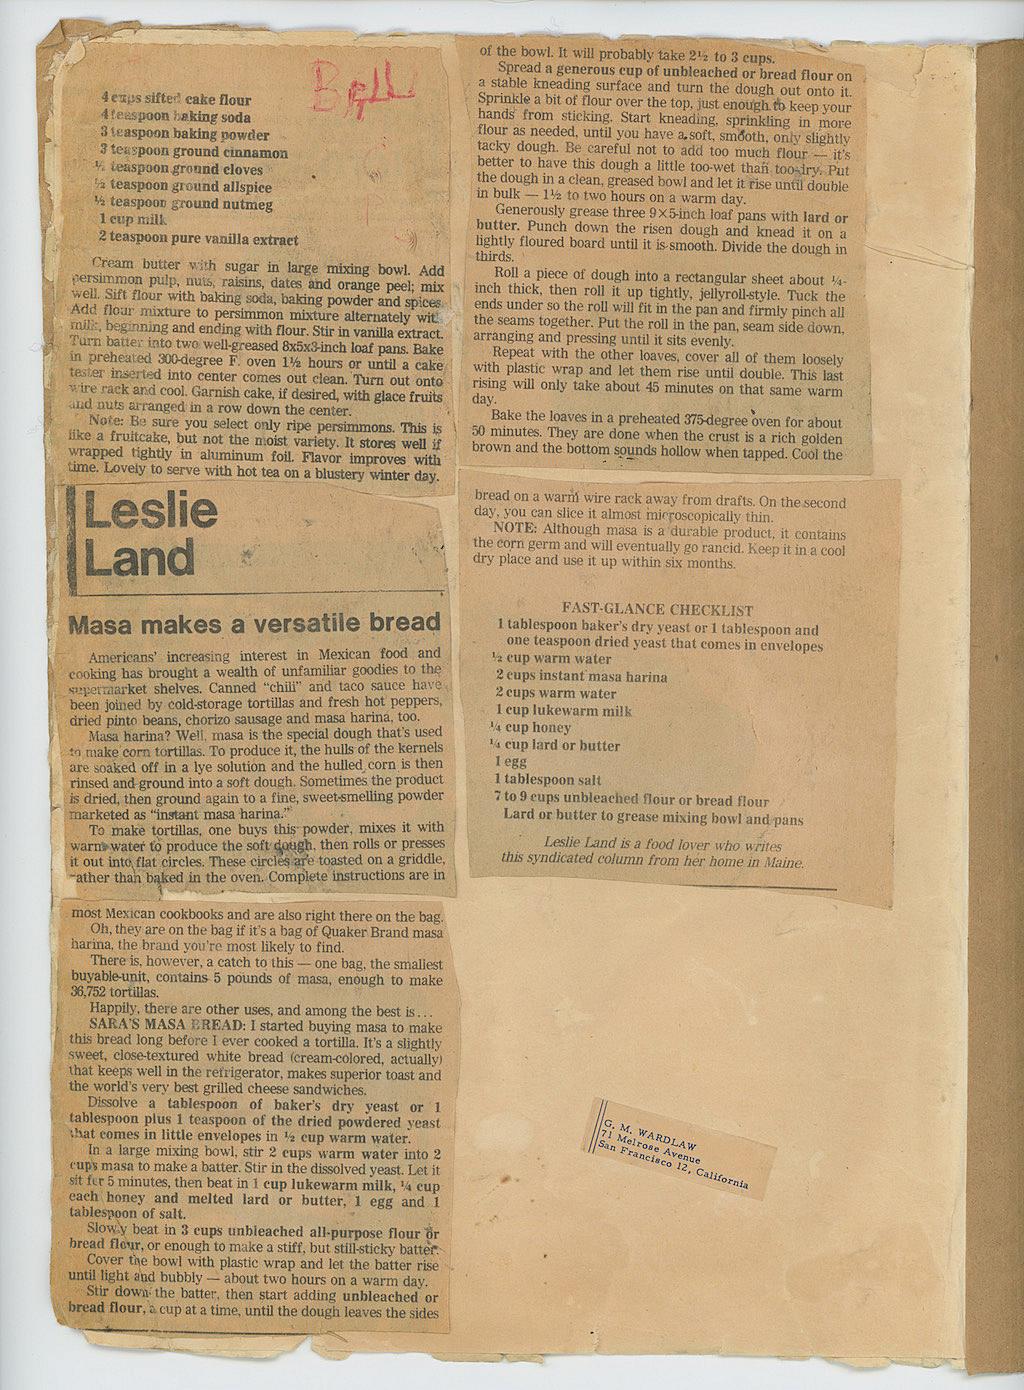 Bell
4 cups sifted cake flour
4 teaspoon baking soda
3 teaspoon baking powder
3 teaspoon ground cinnamon
½ teaspoon ground cloves
½ teaspoon ground allspice
½ teaspoon ground nutmeg
1 cup milk
2 teaspoon pure vanilla extract
Cream butter with sugar in large mixing bowl. Add
persimmon pulp, nuts, raisins, dates and orange peel; mix
well. Sift flour with baking soda, baking powder and spices.
Add flour mixture to persimmon mixture alternately with
milk, beginning and ending with flour. Stir in vanilla extract.
Turn batter into two well-greased 8x5x3-inch loaf pans. Bake
in preheated 300-degree F. oven 1½ hours or until a cake
tester inserted into center comes out clean. Turn out onto
wire rack and cool. Garnish cake, if desired, with glace fruits
and nuts arranged in a row down the center.
Note: Be sure you select only ripe persimmons. This is
like a fruitcake, but not the moist variety. It stores well if
wrapped tightly in aluminum foil. Flavor improves with
time. Lovely to serve with hot tea on a blustery winter day.
Leslie
Land
Masa makes a versatile bread
Americans' increasing interest in Mexican food and
cooking has brought a wealth of unfamiliar goodies to the
supermarket shelves. Canned "chili" and taco sauce have
been joined by cold-storage tortillas and fresh hot peppers,
dried pinto beans, chorizo sausage and masa harina, too.
Masa harina? Well, masa is the special dough that's used
to make corn tortillas. To produce it, the hulls of the kernels
are soaked off in a lye solution and the hulled corn is then
rinsed and ground into a soft dough. Sometimes the product
is dried, then ground again to a fine, sweet-smelling powder
marketed as "instant masa harina."
To make tortillas, one buys this powder, mixes it with
warm water to produce the soft dough, then rolls or presses
it out into flat circles. These circles are toasted on a griddle,
rather than baked in the oven. Complete instructions are in
most Mexican cookbooks and are also right there on the bag.
Oh, they are on the bag if it's a bag of Quaker Brand masa
harina, the brand you're most likely to find.
There is, however, a catch to this — one bag, the smallest
buyable-unit, contains 5 pounds of masa, enough to make
36,752 tortillas.
Happily, there are other uses, and among the best is...
SARA'S MASA BREAD: I started buying masa to make
this bread long before I ever cooked a tortilla. It's a slightly
sweet, close-textured white bread (cream-colored, actually)
that keeps well in the refrigerator, makes superior toast and
the world's very best grilled cheese sandwiches.
Dissolve a tablespoon of baker's dry yeast or 1
tablespoon plus 1 teaspoon of the dried powdered yeast
that comes in little envelopes in ½ cup warm water.
In a large mixing bowl, stir 2 cups warm water into 2
cups masa to make a batter. Stir in the dissolved yeast. Let it
sit for 5 minutes, then beat in 1 cup lukewarm milk, ¼ cup
each honey and melted lard or butter, 1 egg and 1
tablespoon of salt.
Slowly beat in 3 cups unbleached all-purpose flour or
bread flour, or enough to make a stiff, but still-sticky batter.
Cover the bowl with plastic wrap and let the batter rise
until light and bubbly — about two hours on a warm day.
Stir down the batter, then start adding unbleached or
bread flour, a cup at a time, until the dough leaves the sides
of the bowl. It will probably take 2½ to 3 cups.
Spread a generous cup of unbleached or bread flour on
a stable kneading surface and turn the dough out onto it.
Sprinkle a bit of flour over the top, just enough to keep your
hands from sticking. Start kneading, sprinkling in more
flour as needed, until you have a soft, smooth, only slightly
tacky dough. Be careful not to add too much flour — it's
better to have this dough a little too-wet than too-dry. Put
the dough in a clean, greased bowl and let it rise until double
in bulk — 1½ to two hours on a warm day.
Generously grease three 9×5-inch loaf pans with lard or
butter. Punch down the risen dough and knead it on a
lightly floured board until it is smooth. Divide the dough in
thirds.
Roll a piece of dough into a rectangular sheet about ¼-
inch thick, then roll it up tightly, jellyroll-style. Tuck the
ends under so the roll will fit in the pan and firmly pinch all
the seams together. Put the roll in the pan, seam side down,
arranging and pressing until it sits evenly.
Repeat with the other loaves, cover all of them loosely
with plastic wrap and let them rise until double. This last
rising will only take about 45 minutes on that same warm
day.
Bake the loaves in a preheated 375-degree oven for about
50 minutes. They are done when the crust is a rich golden
brown and the bottom sounds hollow when tapped. Cool the
bread on a warm wire rack away from drafts. On the second
day, you can slice it almost microscopically thin.
NOTE: Although masa is a durable product, it contains
the corn germ and will eventually go rancid. Keep it in a cool
dry place and use it up within six months.
FAST-GLANCE CHECKLIST
1 tablespoon baker's dry yeast or 1 tablespoon and
one teaspoon dried yeast that comes in envelopes
½ cup warm water
2 cups instant masa harina
2 cups warm water
1 cup lukewarm milk
¼ cup honey
¼ cup lard or butter
1 egg
1 tablespoon salt
7 to 9 cups unbleached flour or bread flour
Lard or butter to grease mixing bowl and pans
Leslie Land is a food lover who writes
this syndicated column from her home in Maine.
G. M. WARDLAW
71 Melrose Avenue
San Francisco 12, California